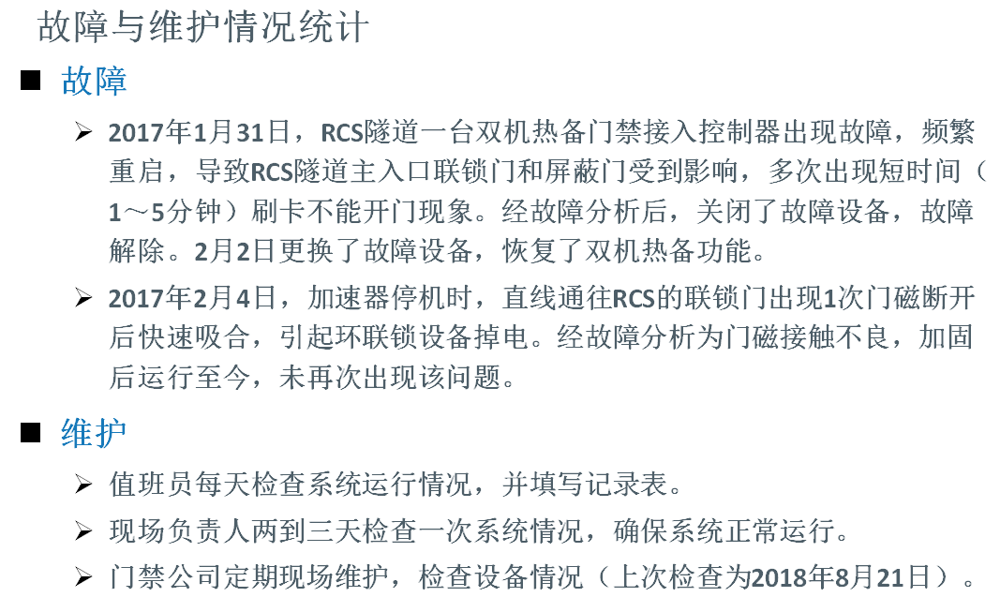 故障与维护情况统计
■ 故障
➢ 2017年1月31日，RCS隧道一台双机热备门禁接入控制器出现故障，频繁
重启，导致RCS隧道主入口联锁门和屏蔽门受到影响，多次出现短时间（
1～5分钟）刷卡不能开门现象。经故障分析后，关闭了故障设备，故障
解除。2月2日更换了故障设备，恢复了双机热备功能。
➢ 2017年2月4日，加速器停机时，直线通往RCS的联锁门出现1次门磁断开
后快速吸合，引起环联锁设备掉电。经故障分析为门磁接触不良，加固
后运行至今，未再次出现该问题。
■ 维护
➢ 值班员每天检查系统运行情况，并填写记录表。
➢ 现场负责人两到三天检查一次系统情况，确保系统正常运行。
➢ 门禁公司定期现场维护，检查设备情况（上次检查为2018年8月21日）。